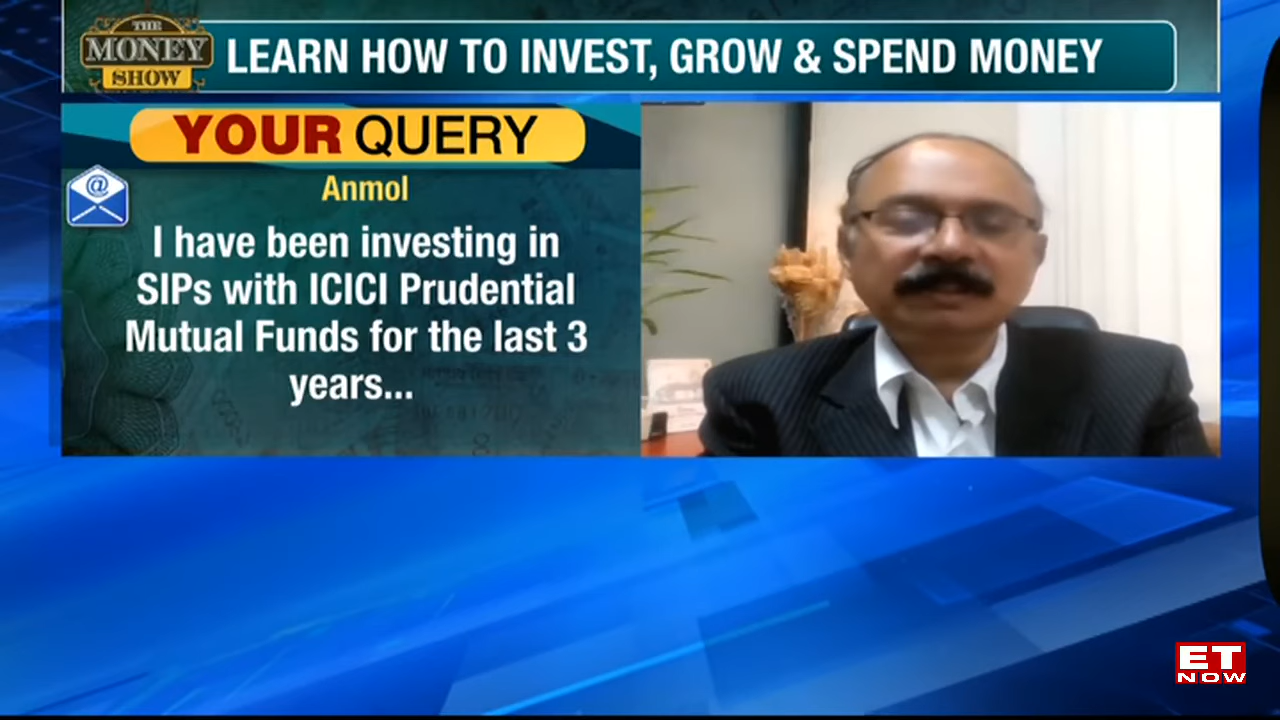 THE
MONEY
SHOW
LEARN HOW TO INVEST, GROW & SPEND MONEY
YOUR QUERY
@
Anmol
I have been investing in
SIPs with ICICI Prudential
Mutual Funds for the last 3
years...
ET
NOW